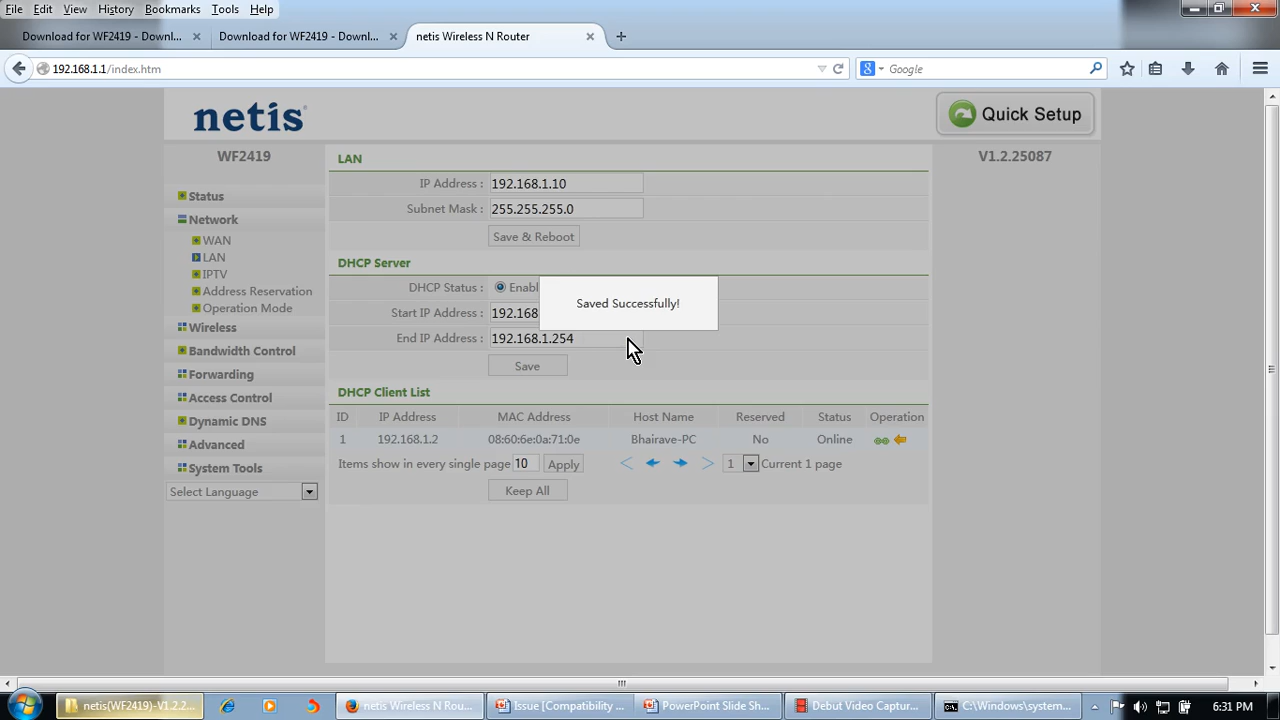 File Edit View History Bookmarks Tools Help
Download for WF2419 - Downl... Download for WF2419 - Downl... netis Wireless N Router
192.168.1.1/index.htm Google
netis Quick Setup
WF2419 LAN V1.2.25087
IP Address : 192.168.1.10
Status
Subnet Mask : 255.255.255.0
Network
WAN Save & Reboot
LAN DHCP Server
IPTV
DHCP Status : Enabl
Address Reservation
Saved Successfully!
Operation Mode Start IP Address : 192.168
Wireless
End IP Address : 192.168.1.254
Bandwidth Control
Save
Forwarding
DHCP Client List
Access Control
ID IP Address MAC Address Host Name Reserved Status Operation
Dynamic DNS
1 192.168.1.2 08:60:6e:0a:71:0e Bhairave-PC No Online
Advanced
Items show in every single page 10 Apply 1 Current 1 page
System Tools
Select Language Keep All
netis(WF2419)-V1.2.2... netis Wireless N Rou... Issue [Compatibility ... PowerPoint Slide Sh... Debut Video Captur... C:\Windows\system... 6:31 PM